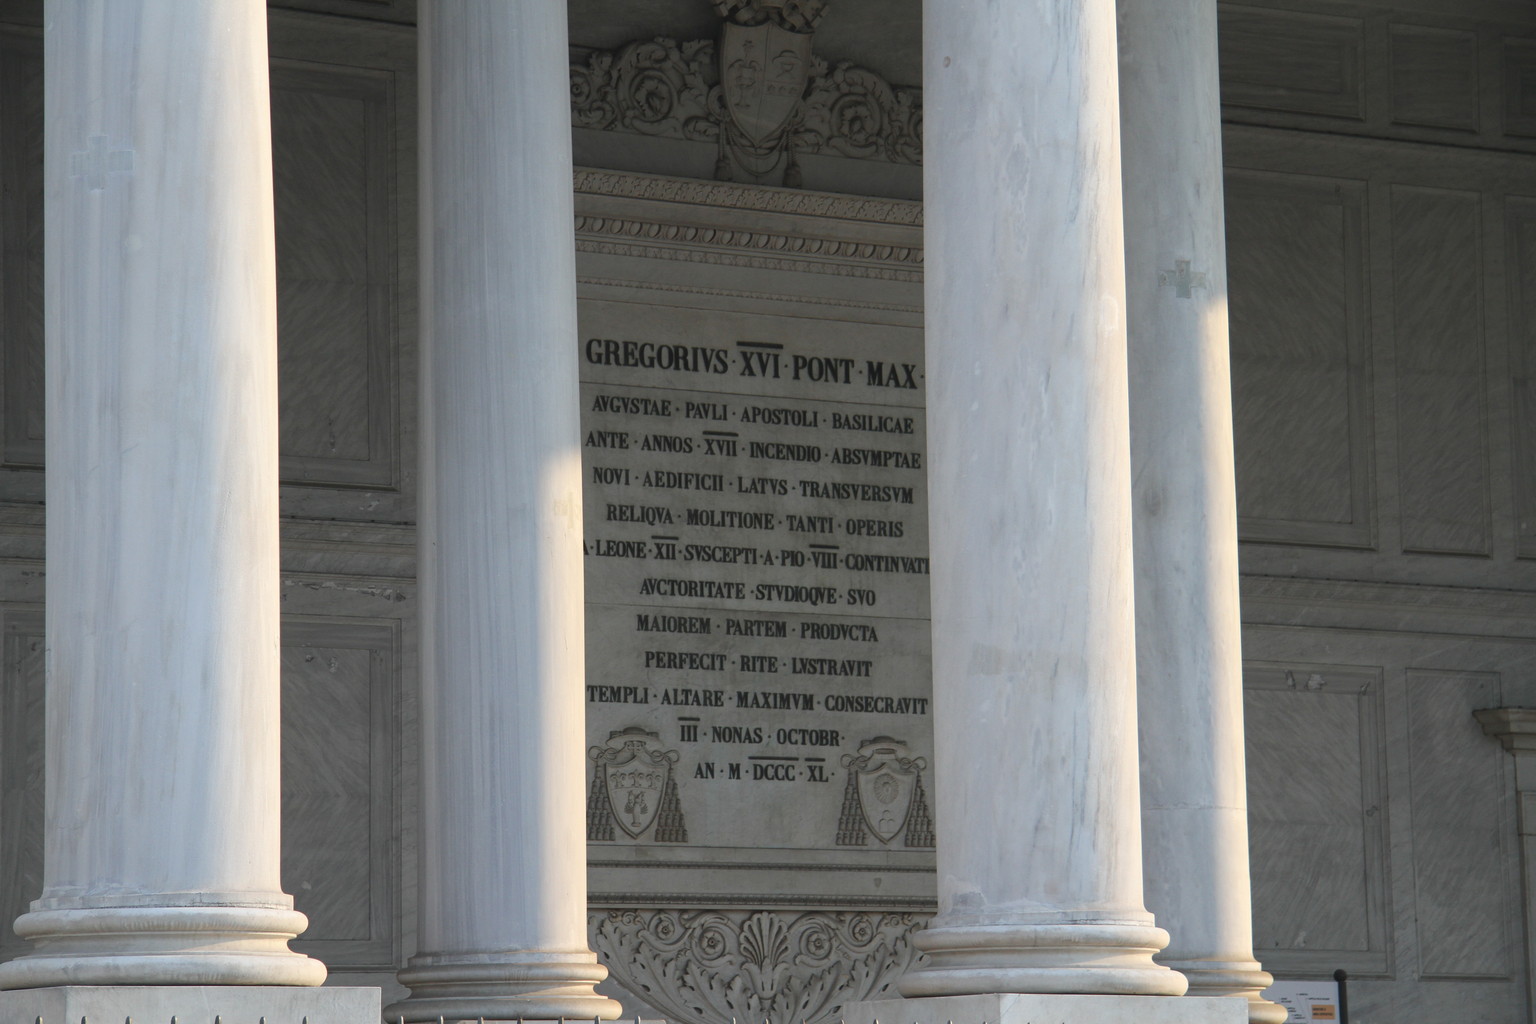 GREGORIVS · XVI · PONT · MAX ·
AVGVSTAE · PAVLI · APOSTOLI · BASILICAE
ANTE · ANNOS · XVII · INCENDIO · ABSVMPTAE
NOVI · AEDIFICII · LATVS · TRANSVERSVM
RELIQVA · MOLITIONE · TANTI · OPERIS
A · LEONE · XII · SVSCEPTI · A · PIO · VIII · CONTINVATI
AVCTORITATE · STVDIOQVE · SVO
MAIOREM · PARTEM · PRODVCTA
PERFECIT · RITE · LVSTRAVIT
TEMPLI · ALTARE · MAXIMVM · CONSECRAVIT
III · NONAS · OCTOBR ·
AN · M · DCCC · XL ·